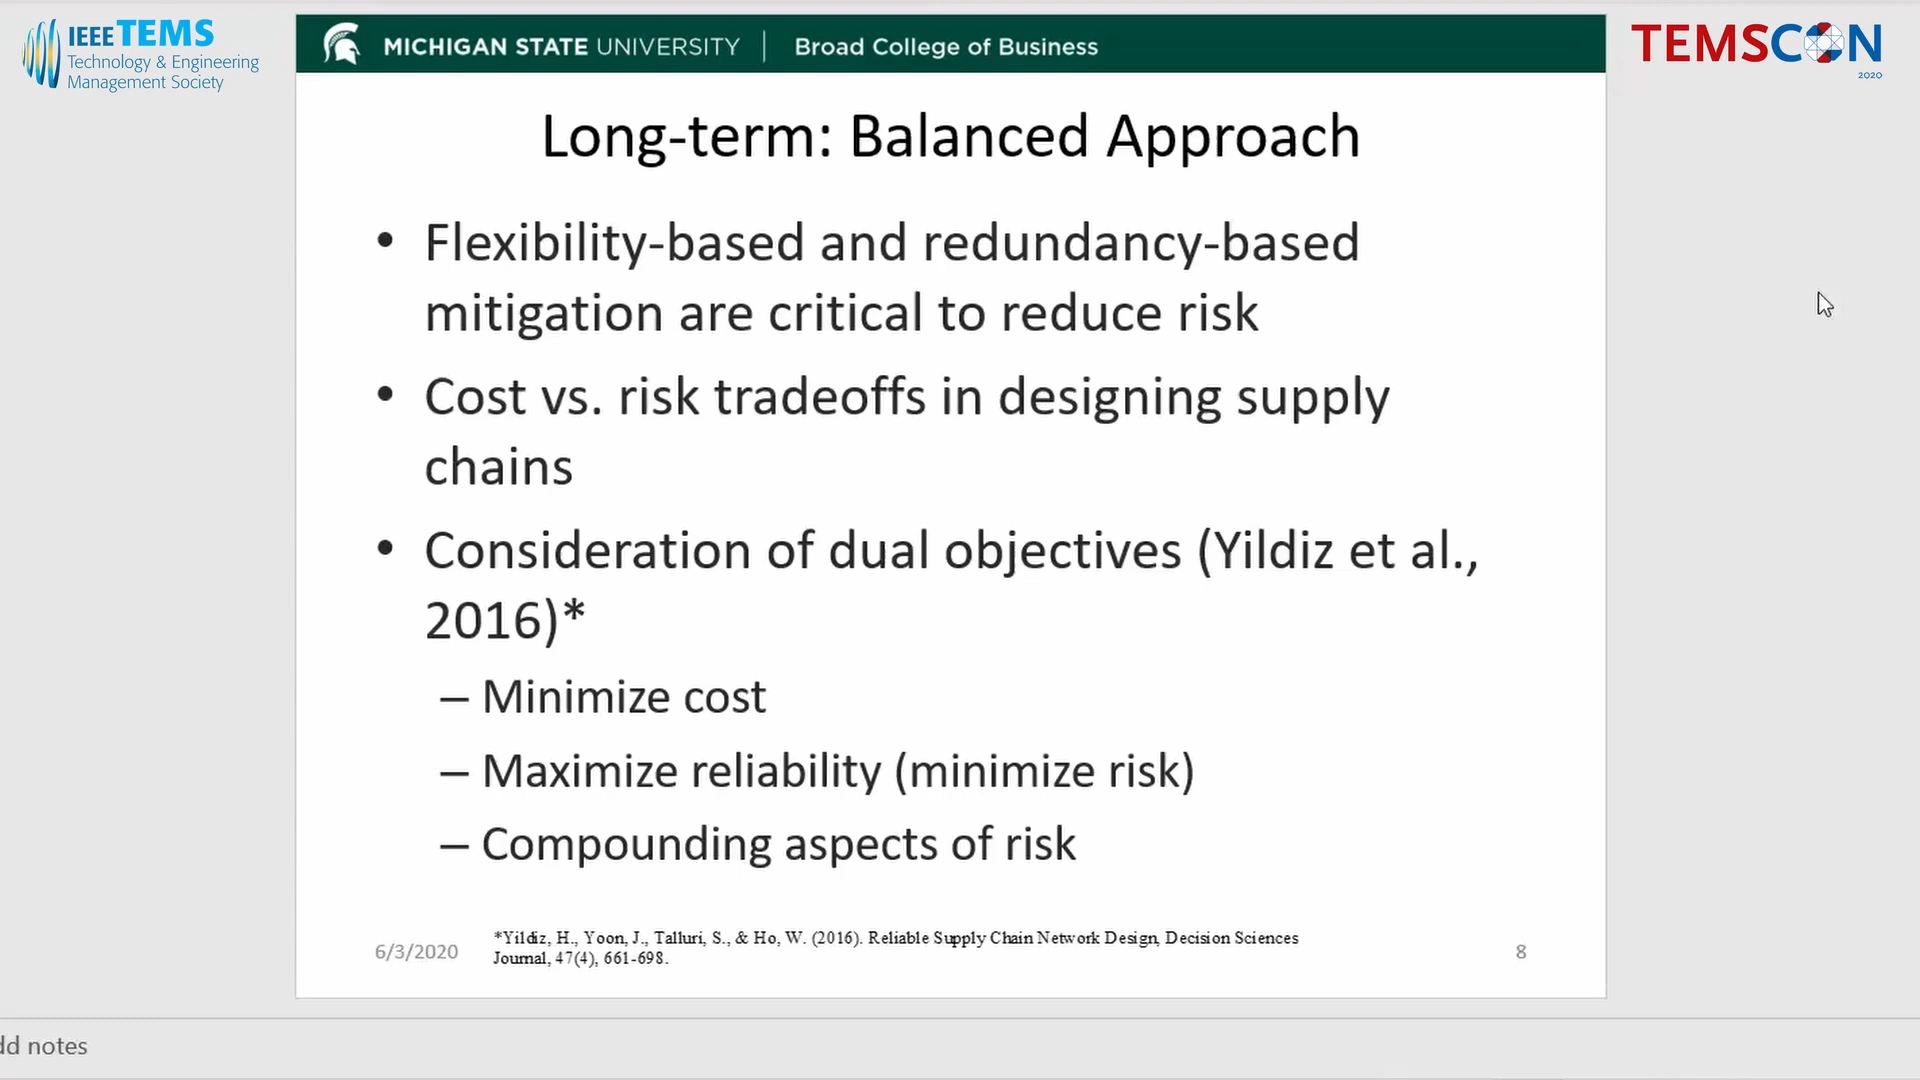 IEEE TEMS
Technology & Engineering
Management Society
MICHIGAN STATE UNIVERSITY | Broad College of Business
TEMSCON
2020
Long-term: Balanced Approach
• Flexibility-based and redundancy-based
mitigation are critical to reduce risk
• Cost vs. risk tradeoffs in designing supply
chains
• Consideration of dual objectives (Yildiz et al.,
2016)*
– Minimize cost
– Maximize reliability (minimize risk)
– Compounding aspects of risk
6/3/2020
*Yildiz, H., Yoon, J., Talluri, S., & Ho, W. (2016). Reliable Supply Chain Network Design, Decision Sciences
Journal, 47(4), 661-698.
8
dd notes